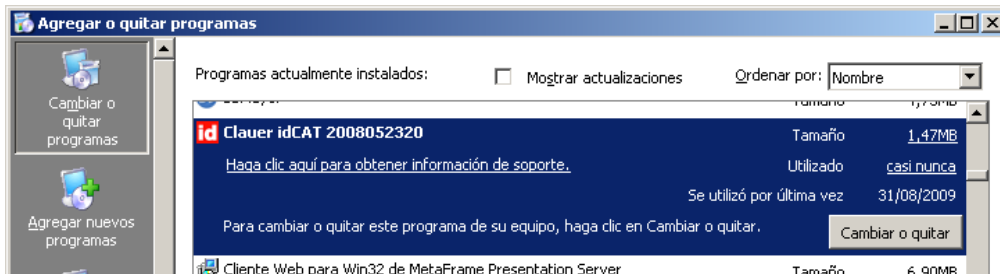 Agregar o quitar programas
Cambiar o
quitar
programas
Agregar nuevos
programas
Programas actualmente instalados:
Mostrar actualizaciones
Ordenar por: Nombre
Clauer idCAT 2008052320 Tamaño 1,47MB
Haga clic aquí para obtener información de soporte. Utilizado casi nunca
Se utilizó por última vez 31/08/2009
Para cambiar o quitar este programa de su equipo, haga clic en Cambiar o quitar. Cambiar o quitar
Cliente Web para Win32 de MetaFrame Presentation Server Tamaño 6,90MB